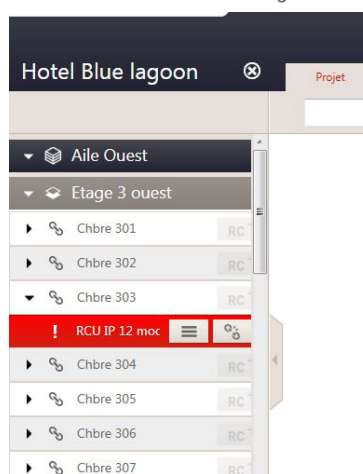 Hotel Blue lagoon
Projet
Aile Ouest
Etage 3 ouest
Chbre 301
RC
Chbre 302
RC
Chbre 303
RC
! RCU IP 12 moc
Chbre 304
RC
Chbre 305
RC
Chbre 306
RC
Chbre 307
RC